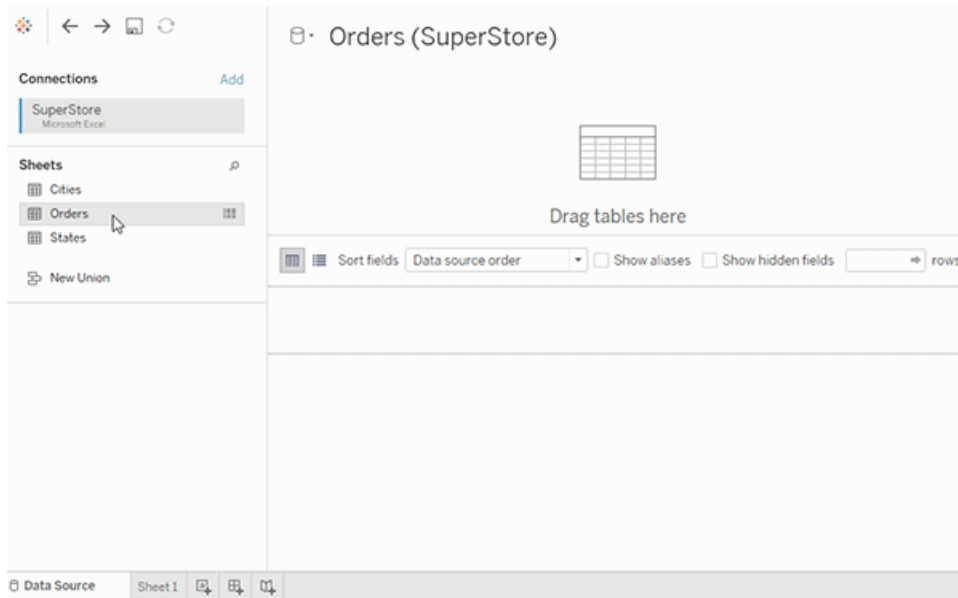 Orders (SuperStore)
Connections
Add
SuperStore
Microsoft Excel
Sheets
Cities
Orders
States
New Union
Drag tables here
Sort fields Data source order Show aliases Show hidden fields rows
Data Source Sheet 1